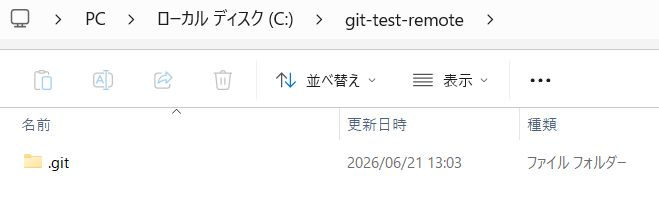 PC > ローカル ディスク (C:) > git-test-remote >
並べ替え 表示 •••
名前 更新日時 種類
.git 2026/06/21 13:03 ファイル フォルダー